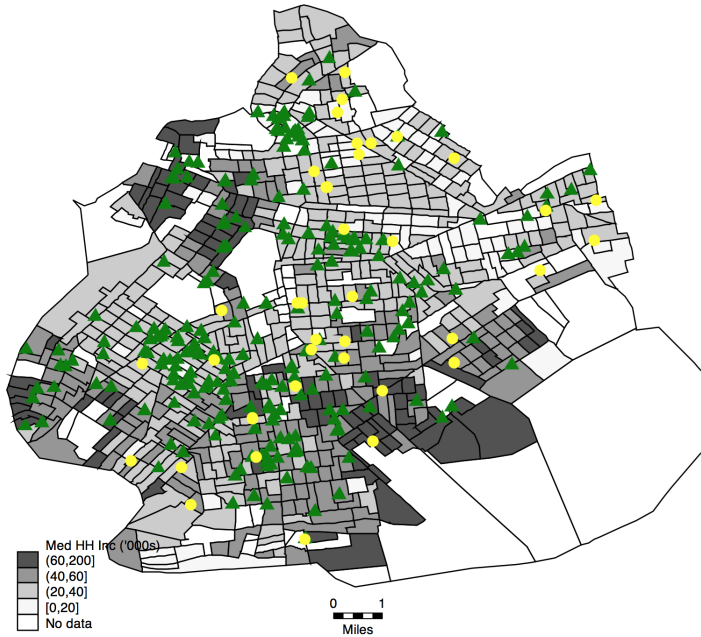 Med HH Inc ('000s)
(60,200]
(40,60]
(20,40]
[0,20]
No data
0 1
Miles